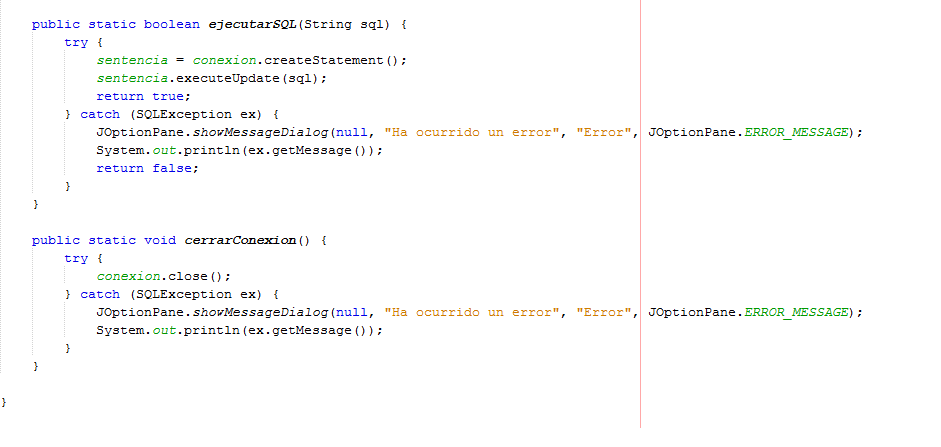 public static boolean ejecutarSQL(String sql) {
try {
sentencia = conexion.createStatement();
sentencia.executeUpdate(sql);
return true;
} catch (SQLException ex) {
JOptionPane.showMessageDialog(null, "Ha ocurrido un error", "Error", JOptionPane.ERROR_MESSAGE);
System.out.println(ex.getMessage());
return false;
}
}
public static void cerrarConexion() {
try {
conexion.close();
} catch (SQLException ex) {
JOptionPane.showMessageDialog(null, "Ha ocurrido un error", "Error", JOptionPane.ERROR_MESSAGE);
System.out.println(ex.getMessage());
}
}
}